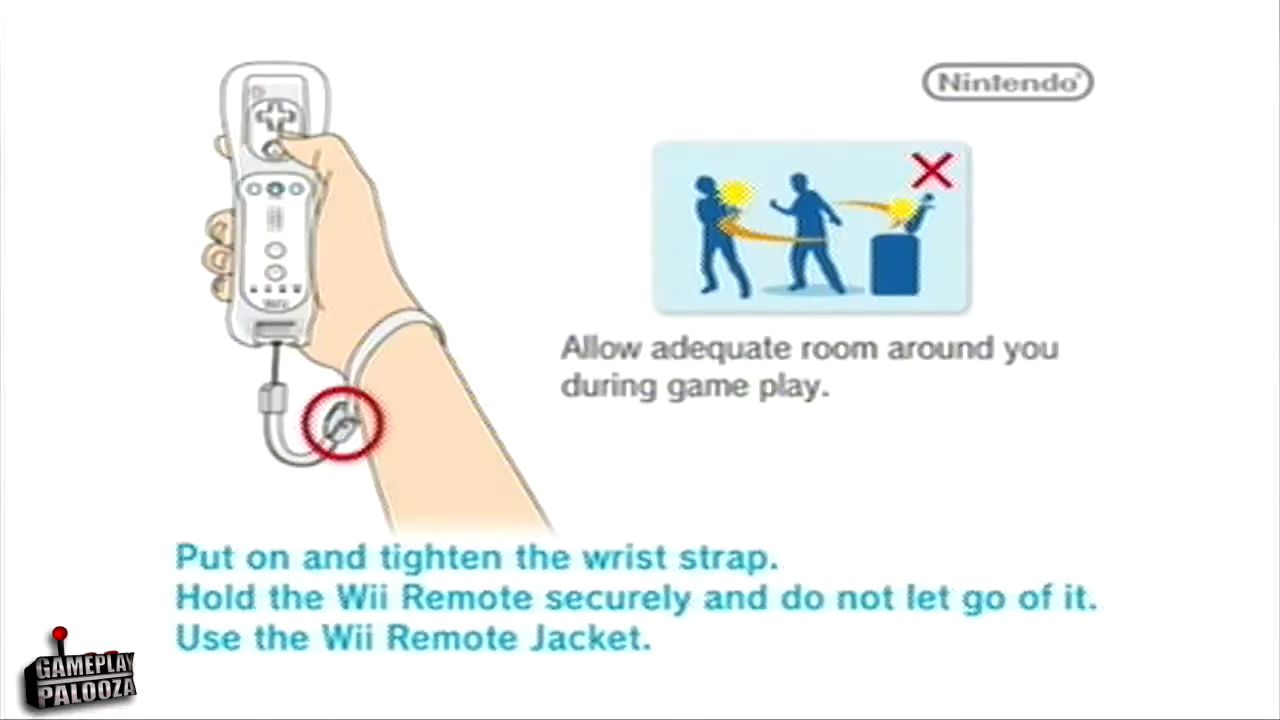 Nintendo
Allow adequate room around you
during game play.
Put on and tighten the wrist strap.
Hold the Wii Remote securely and do not let go of it.
Use the Wii Remote Jacket.
GAMEPLAY
PALOOZA